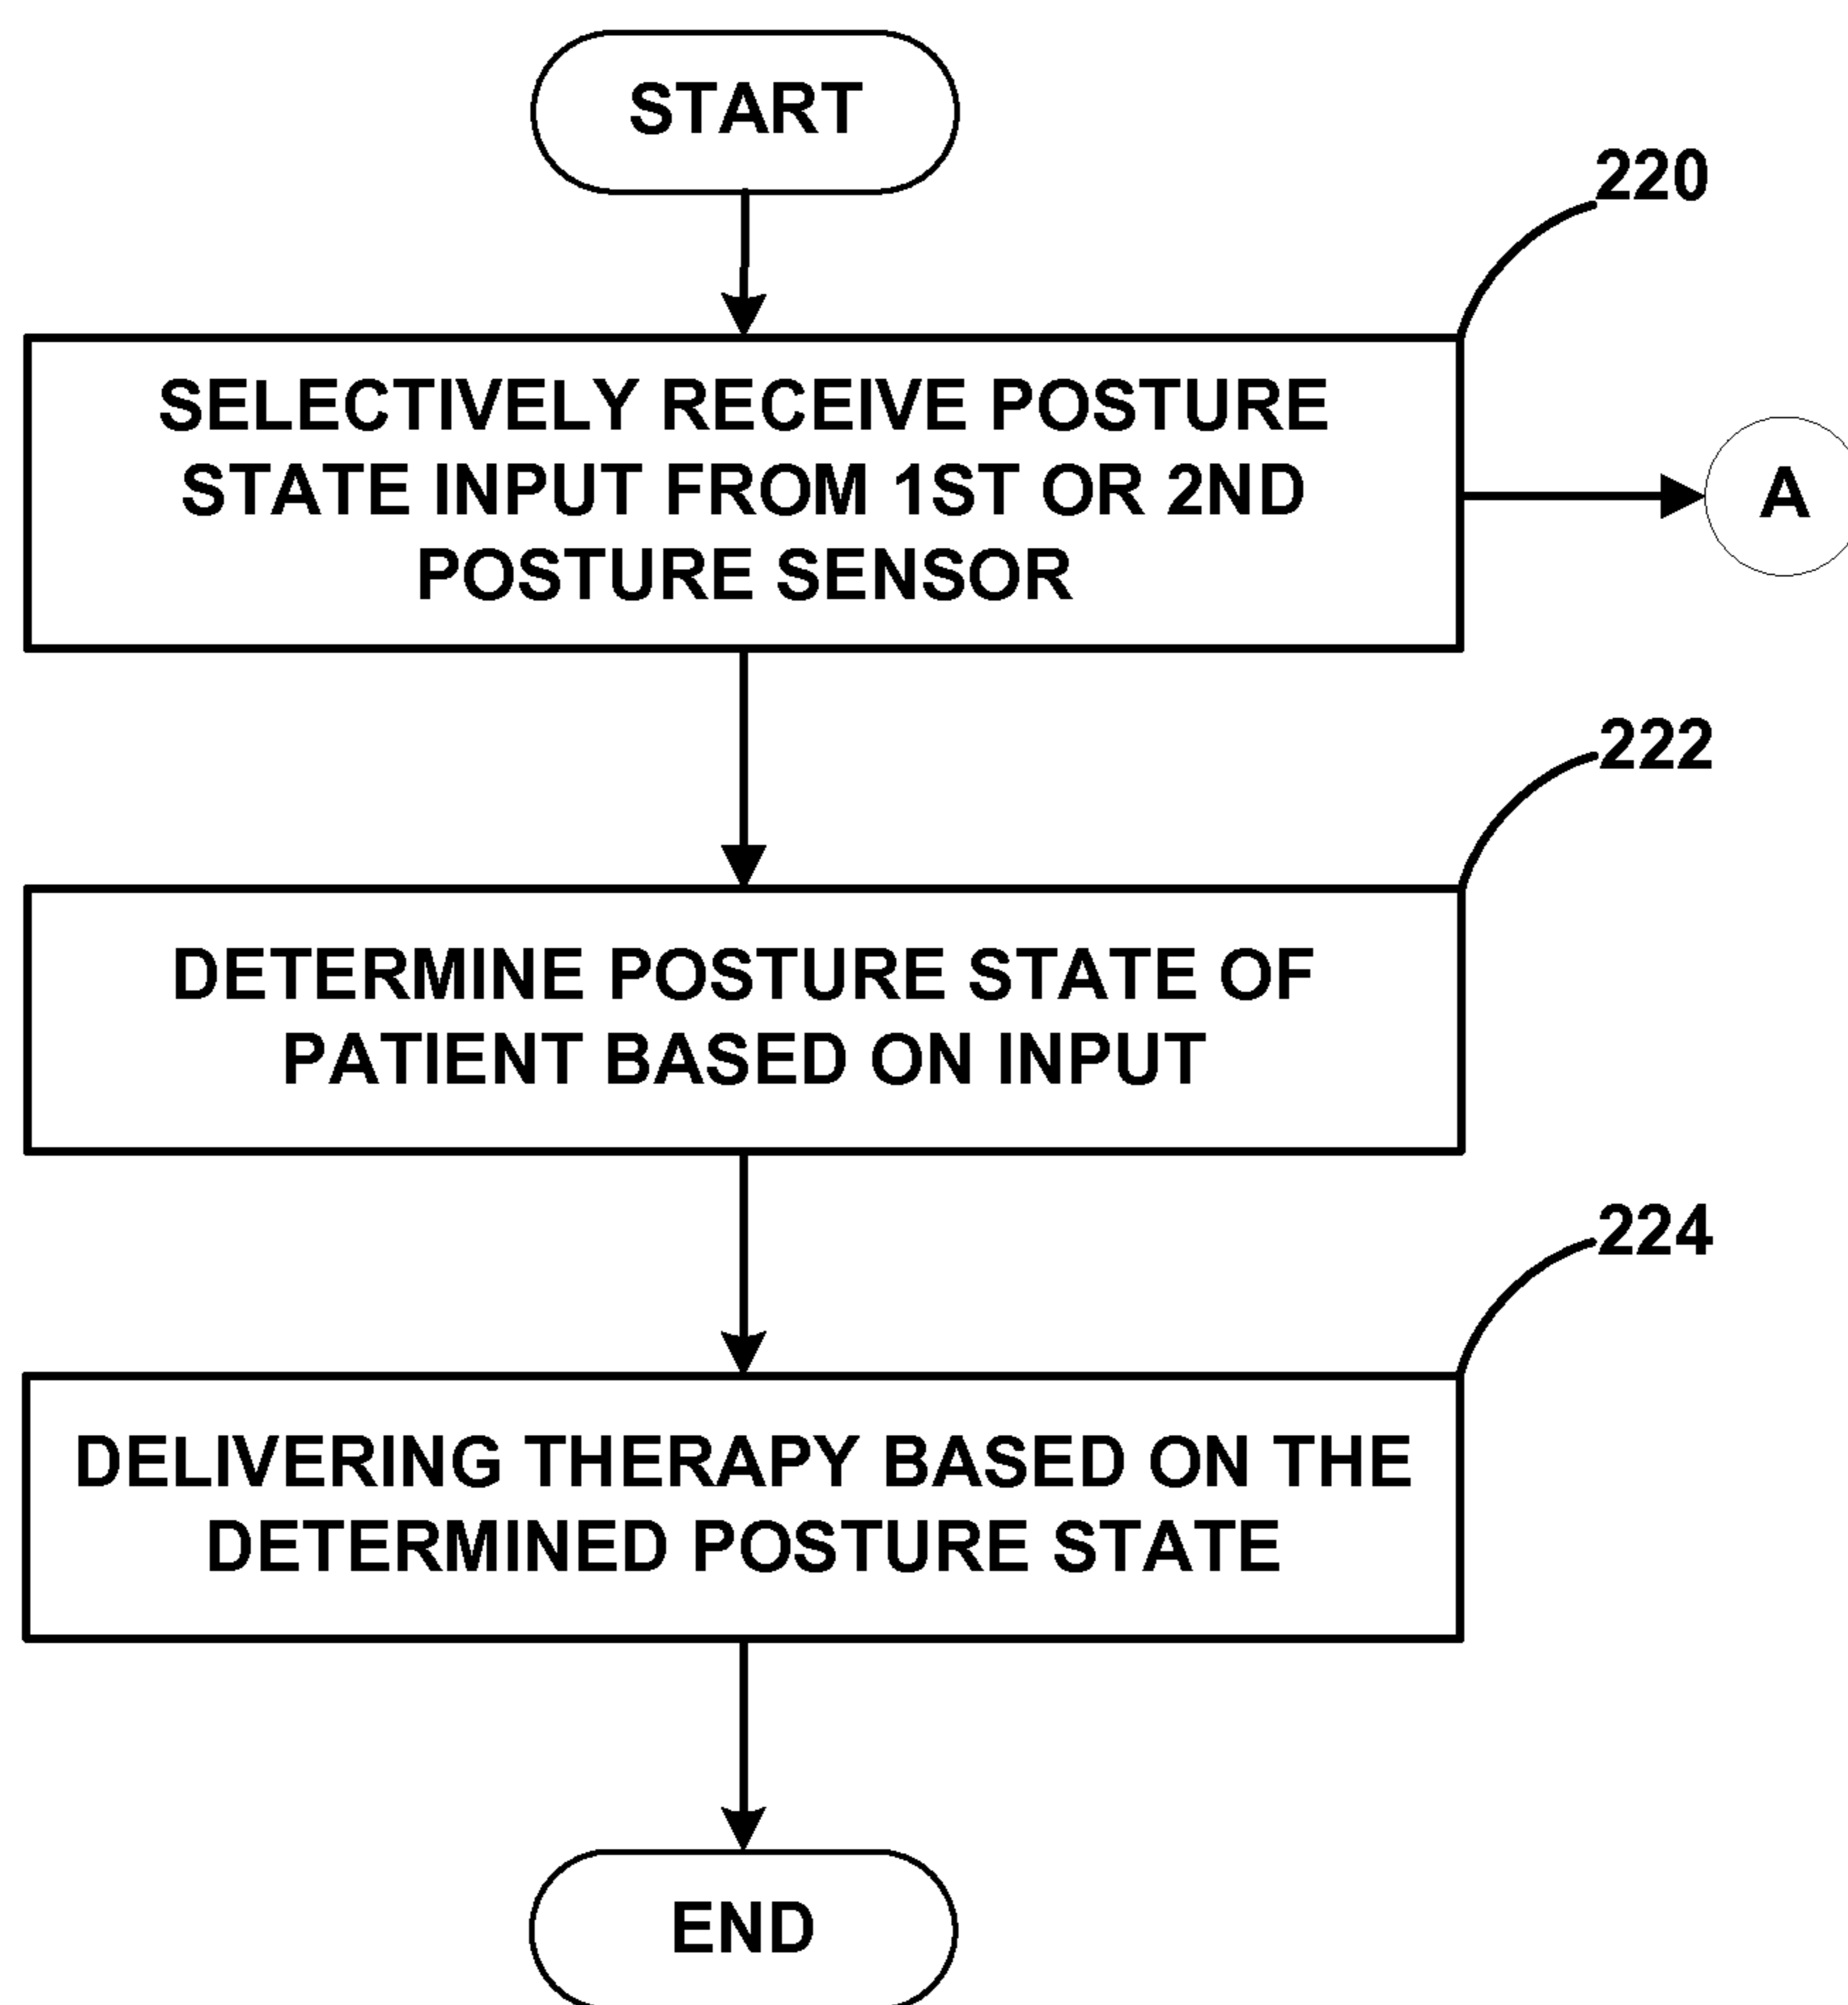 START
220
SELECTIVELY RECEIVE POSTURE
STATE INPUT FROM 1ST OR 2ND
POSTURE SENSOR
A
222
DETERMINE POSTURE STATE OF
PATIENT BASED ON INPUT
224
DELIVERING THERAPY BASED ON THE
DETERMINED POSTURE STATE
END